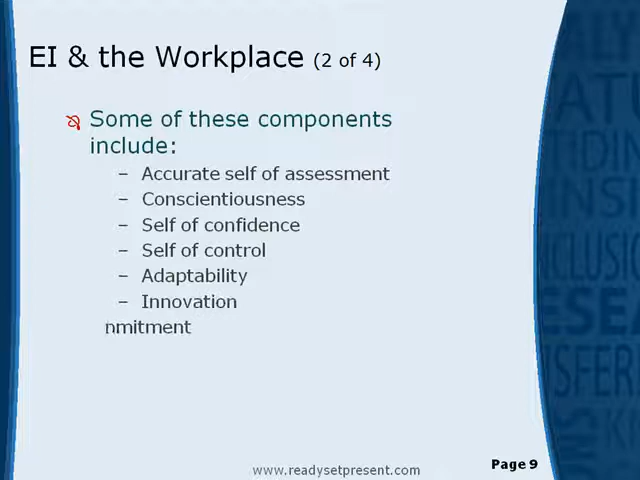 EI & the Workplace (2 of 4)
Some of these components
include:
– Accurate self of assessment
– Conscientiousness
– Self of confidence
– Self of control
– Adaptability
– Innovation
nmitment
www.readysetpresent.com
Page 9